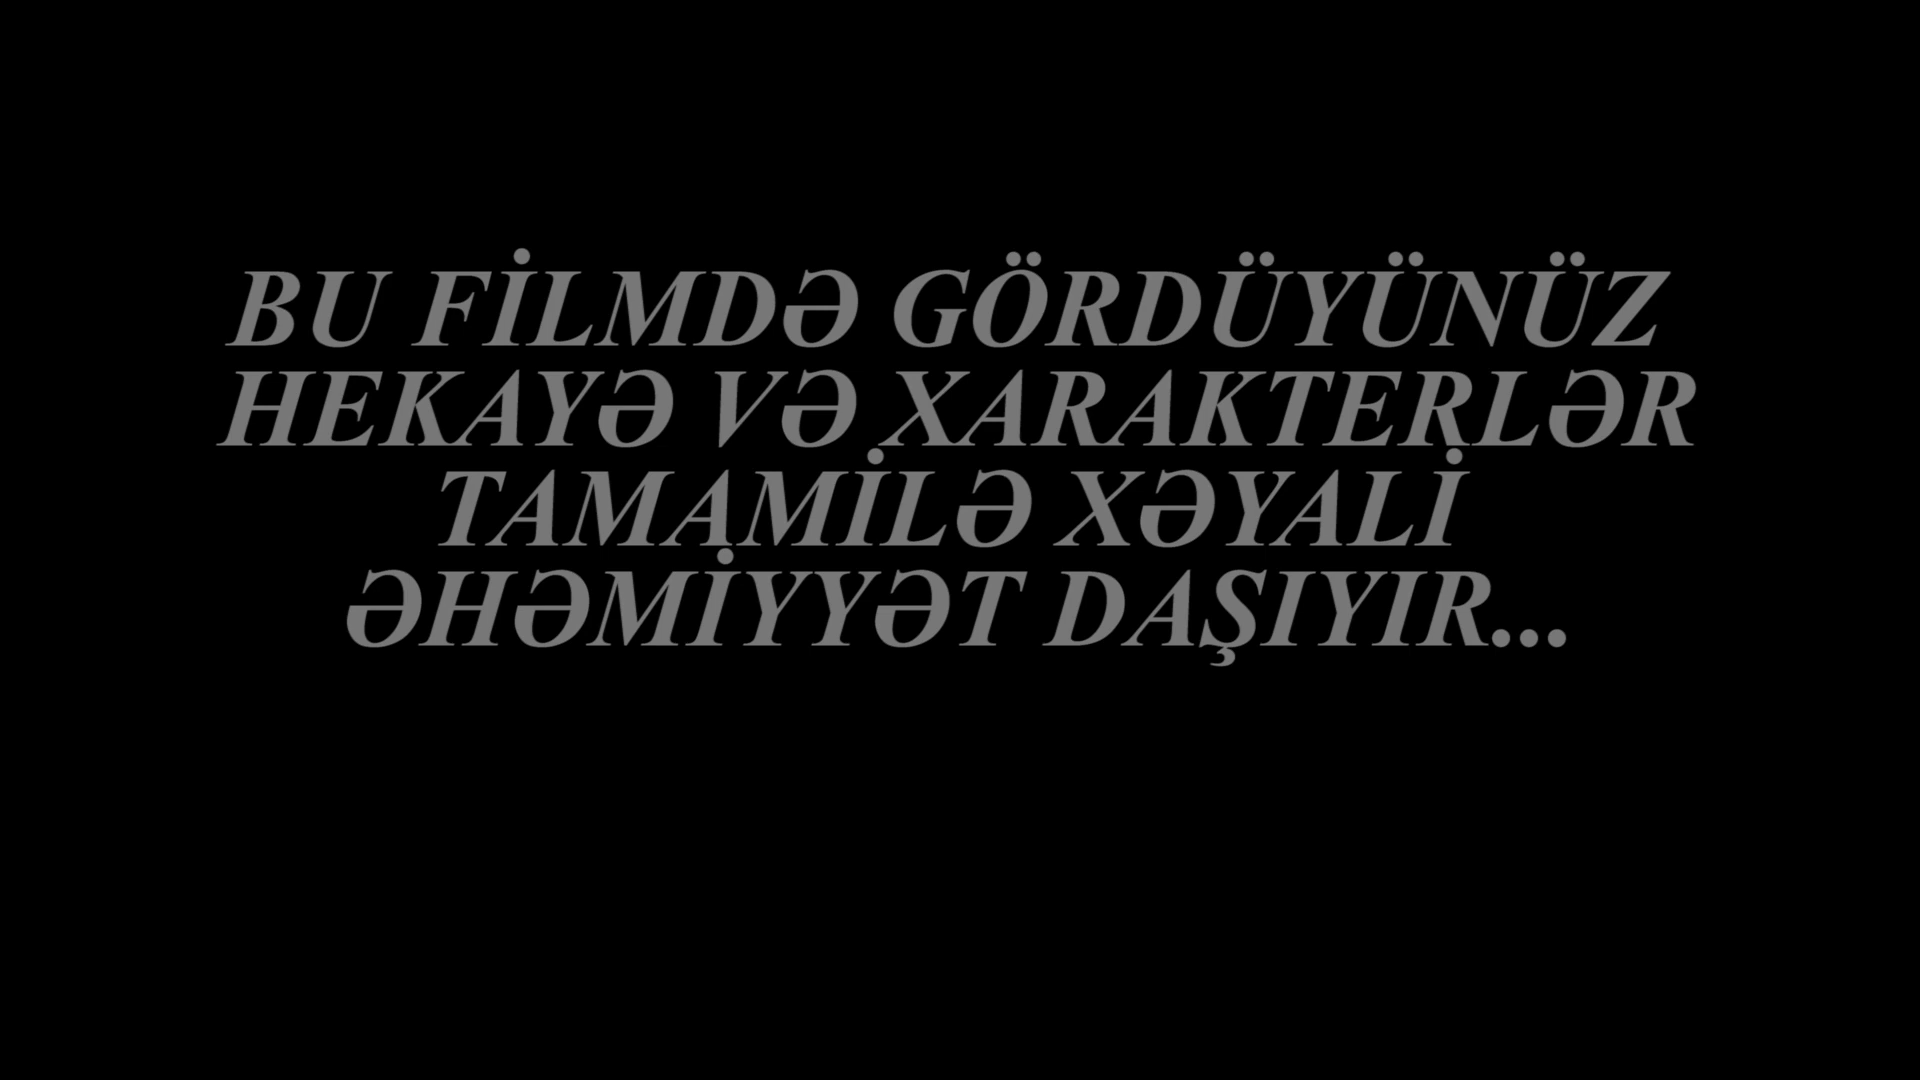 BU FİLMDƏ GÖRDÜYÜNÜZ
HEKAYƏ VƏ XARAKTERLƏR
TAMAMİLƏ XƏYALİ
ƏHƏMİYYƏT DAŞIYIR...